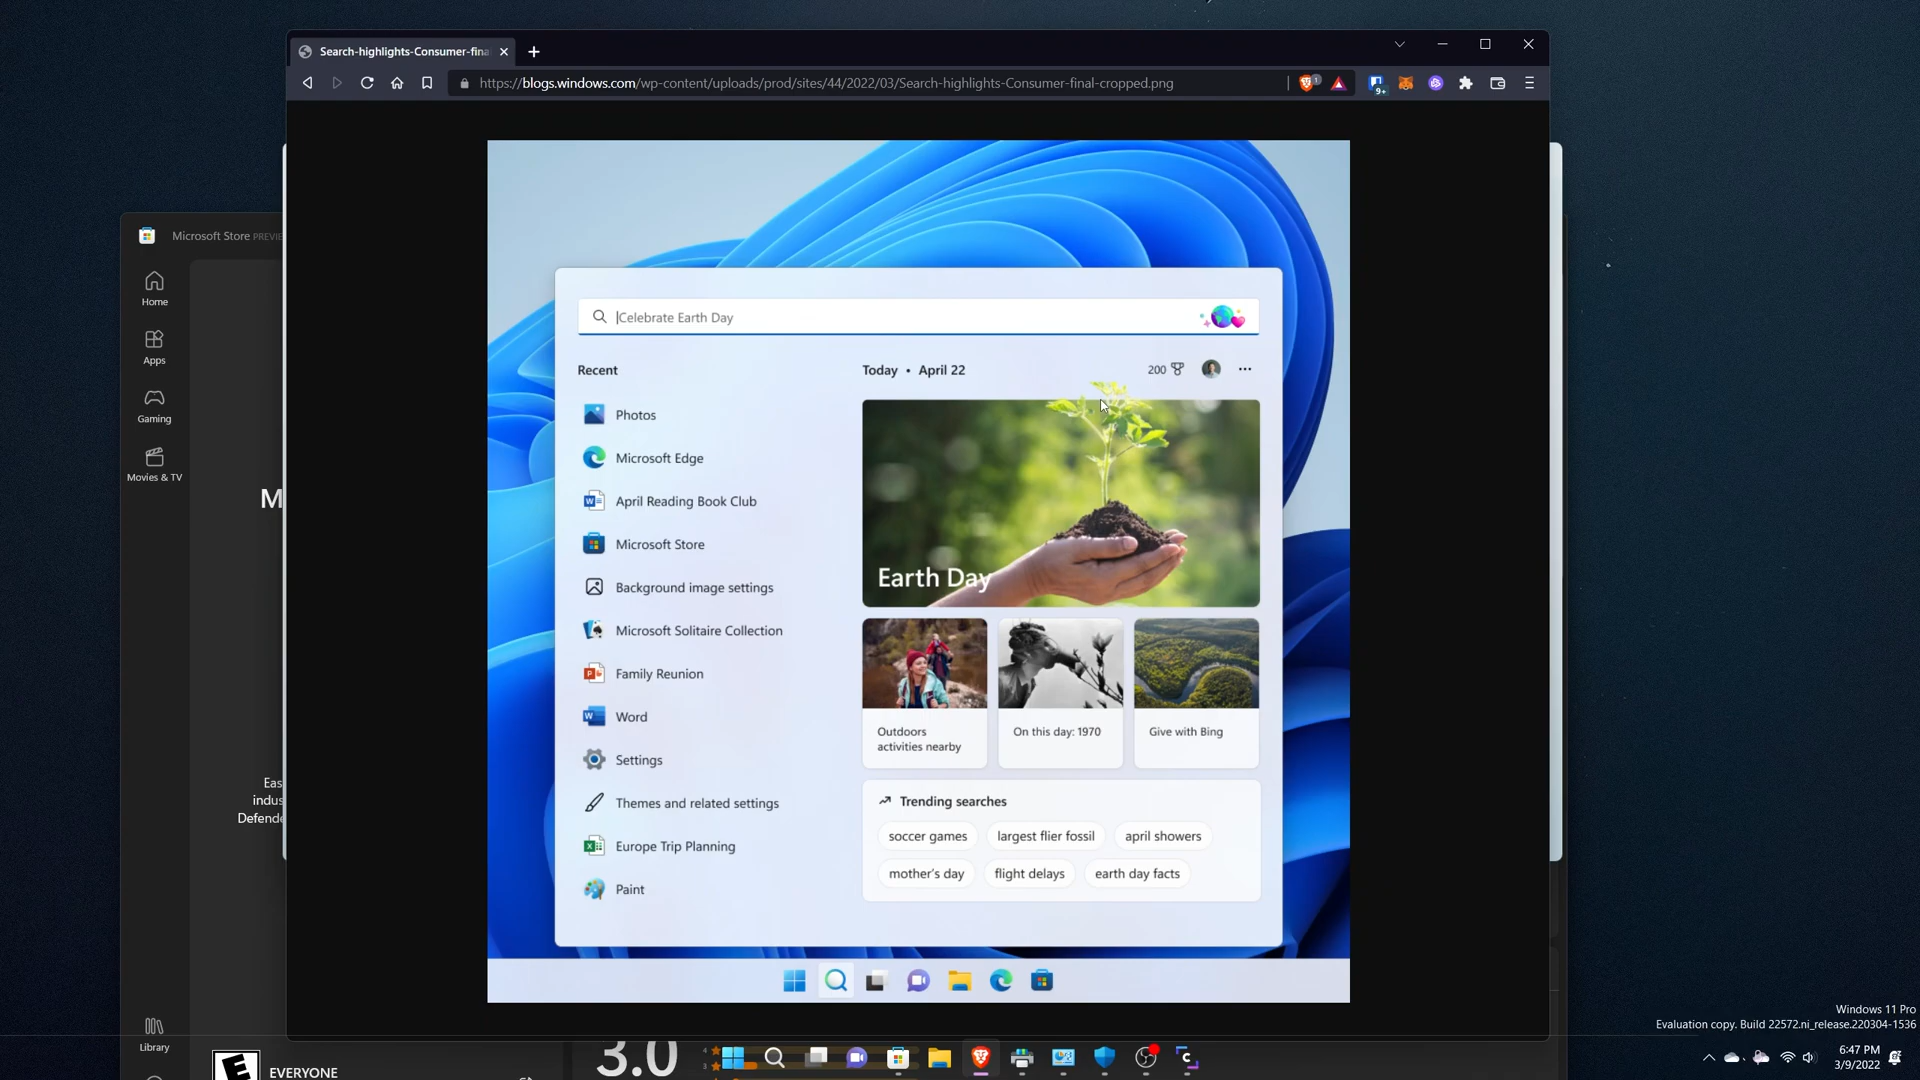 Search-highlights-Consumer-fina
https://blogs.windows.com/wp-content/uploads/prod/sites/44/2022/03/Search-highlights-Consumer-final-cropped.png
1
9+
Microsoft Store PREVIE
Home
Apps
Gaming
Movies & TV
M
Eas
indus
Defende
Library
E
EVERYONE
3.0
4
3
Celebrate Earth Day
Recent
Photos
Microsoft Edge
April Reading Book Club
Microsoft Store
Background image settings
Microsoft Solitaire Collection
Family Reunion
Word
Settings
Themes and related settings
Europe Trip Planning
Paint
Today • April 22
200
Earth Day
Outdoors
activities nearby
On this day: 1970
Give with Bing
Trending searches
soccer games
largest flier fossil
april showers
mother's day
flight delays
earth day facts
Windows 11 Pro
Evaluation copy. Build 22572.ni_release.220304-1536
6:47 PM
3/9/2022